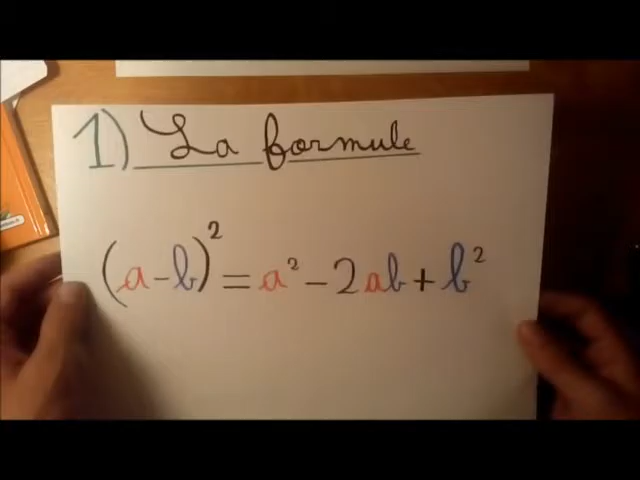 1) La formule
(a-b)² = a² - 2ab + b²